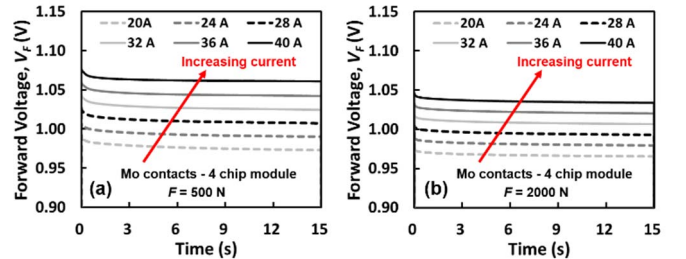 20A 24 A 28 A
32 A 36 A 40 A
Increasing current
Forward Voltage, VF (V)
1.15
1.10
1.05
1.00
0.95
0.90
(a)
Mo contacts - 4 chip module
F = 500 N
0 3 6 9 12 15
Time (s)
20A 24 A 28 A
32 A 36 A 40 A
Increasing current
Forward Voltage, VF (V)
1.15
1.10
1.05
1.00
0.95
0.90
(b)
Mo contacts - 4 chip module
F = 2000 N
0 3 6 9 12 15
Time (s)